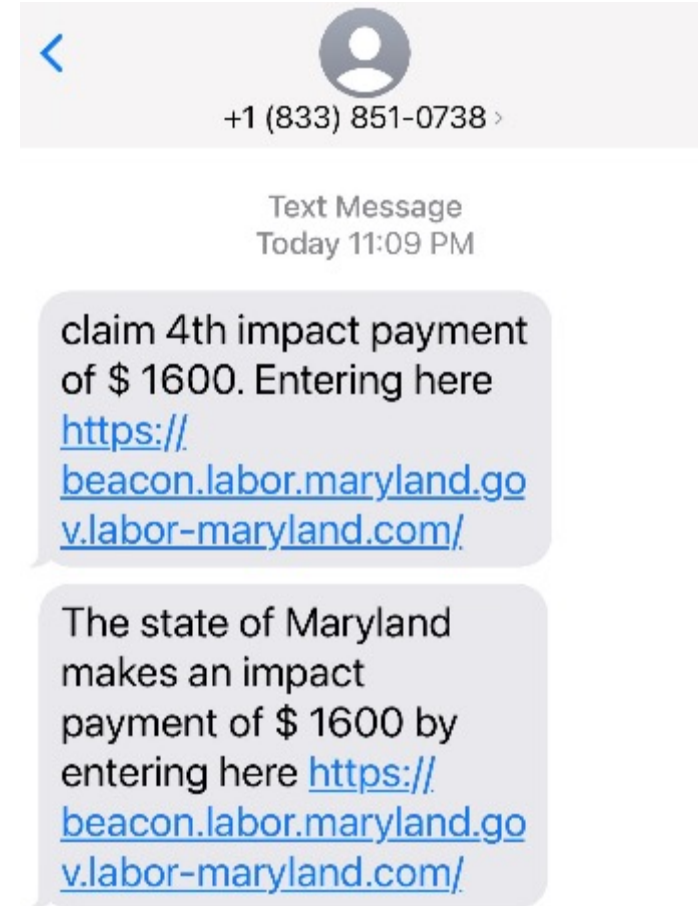 +1 (833) 851-0738 >
Text Message
Today 11:09 PM
claim 4th impact payment
of $ 1600. Entering here
https://
beacon.labor.maryland.go
v.labor-maryland.com/
The state of Maryland
makes an impact
payment of $ 1600 by
entering here https://
beacon.labor.maryland.go
v.labor-maryland.com/